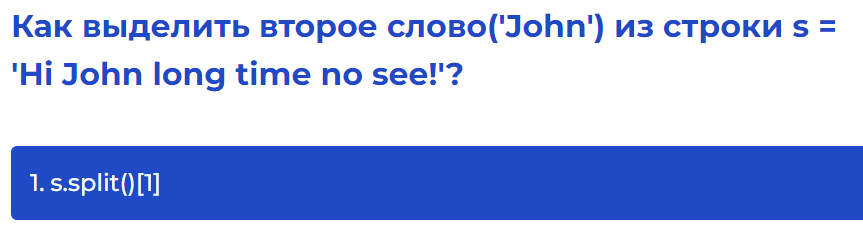 Как выделить второе слово('John') из строки s =
'Hi John long time no see!'?
1. s.split()[1]